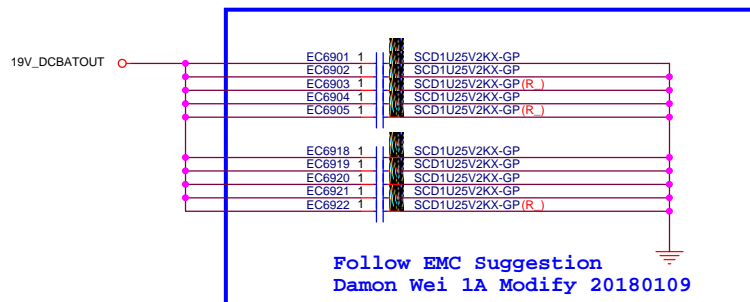 19V_DCBATOUT
EC6901 1 SCD1U25V2KX-GP
EC6902 1 SCD1U25V2KX-GP
EC6903 1 SCD1U25V2KX-GP(R_)
EC6904 1 SCD1U25V2KX-GP
EC6905 1 SCD1U25V2KX-GP(R_)
EC6918 1 SCD1U25V2KX-GP
EC6919 1 SCD1U25V2KX-GP
EC6920 1 SCD1U25V2KX-GP
EC6921 1 SCD1U25V2KX-GP
EC6922 1 SCD1U25V2KX-GP(R_)
Follow EMC Suggestion
Damon Wei 1A Modify 20180109